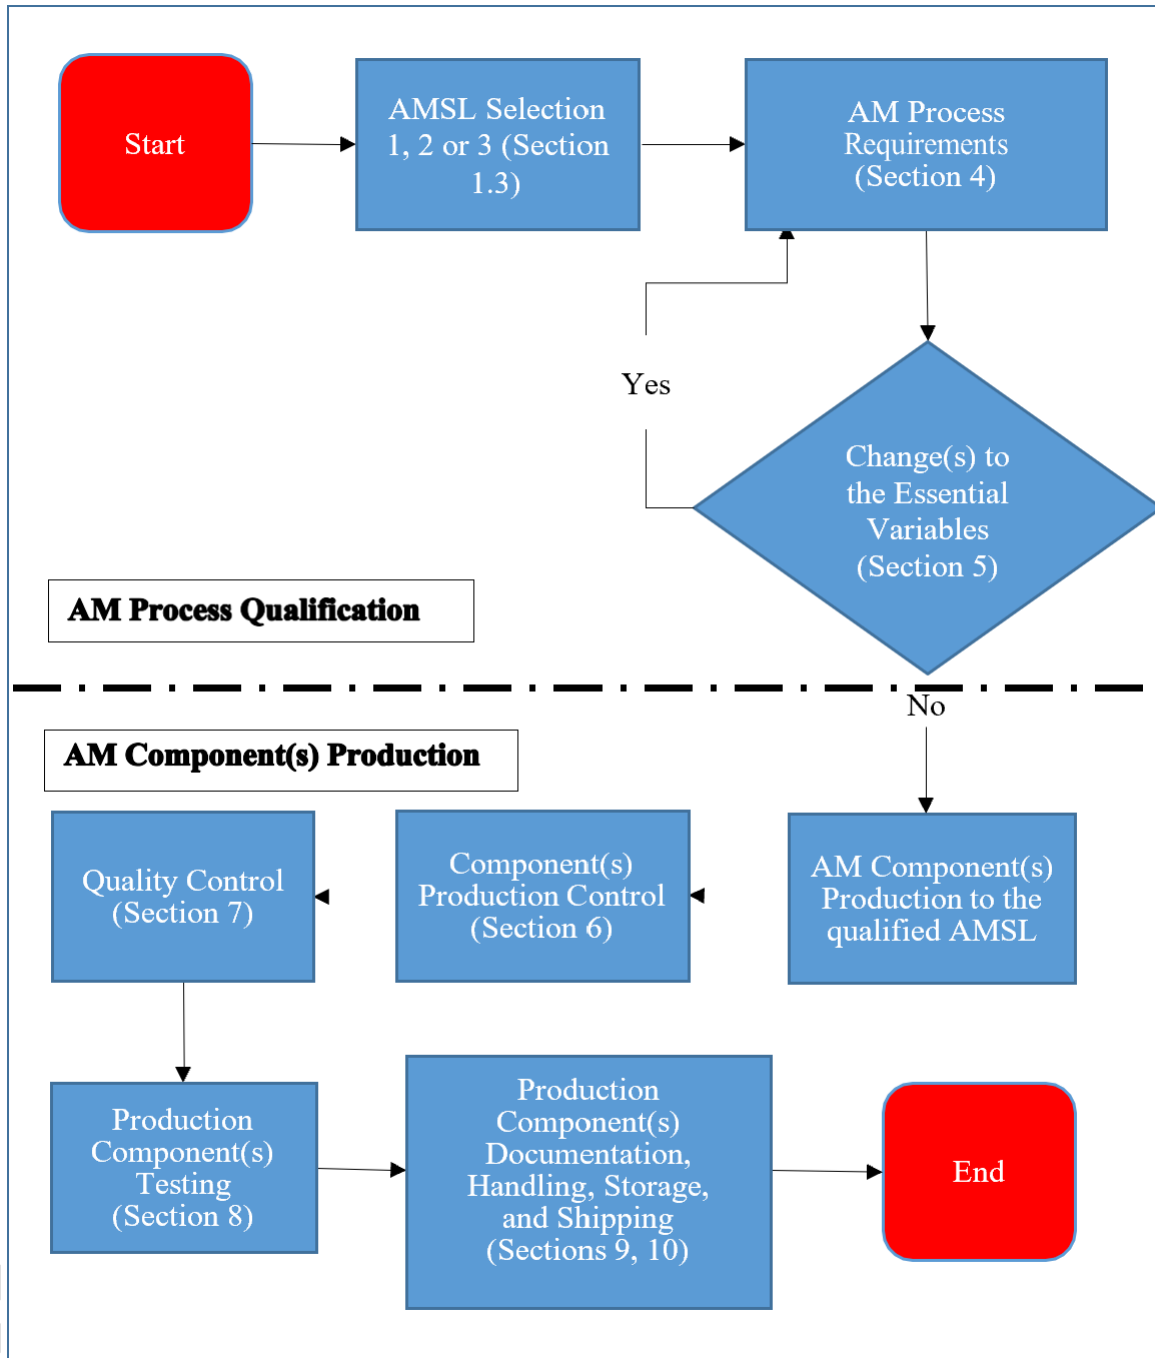 Start
AMSL Selection
1, 2 or 3 (Section
1.3)
AM Process
Requirements
(Section 4)
Yes
Change(s) to
the Essential
Variables
(Section 5)
AM Process Qualification
No
AM Component(s) Production
Quality Control
(Section 7)
Component(s)
Production Control
(Section 6)
AM Component(s)
Production to the
qualified AMSL
Production
Component(s)
Testing
(Section 8)
Production
Component(s)
Documentation,
Handling, Storage,
and Shipping
(Sections 9, 10)
End